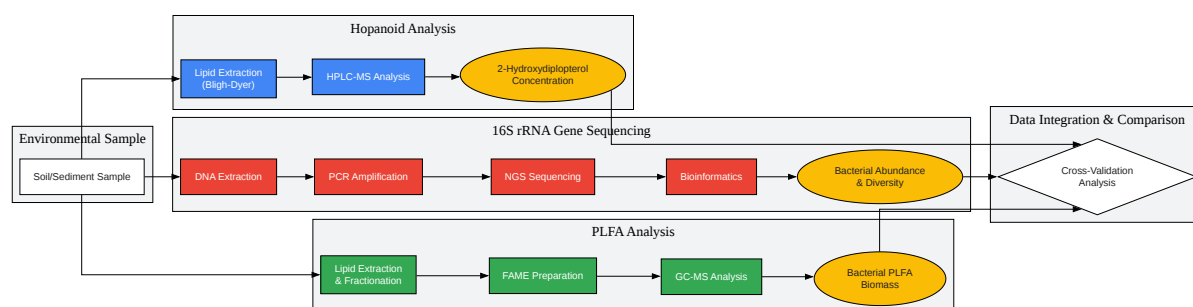 Hopanoid Analysis
Lipid Extraction
(Bligh-Dyer)
HPLC-MS Analysis
2-Hydroxydiplopterol
Concentration
Environmental Sample
Soil/Sediment Sample
16S rRNA Gene Sequencing
DNA Extraction
PCR Amplification
NGS Sequencing
Bioinformatics
Bacterial Abundance
& Diversity
Data Integration & Comparison
Cross-Validation
Analysis
PLFA Analysis
Lipid Extraction
& Fractionation
FAME Preparation
GC-MS Analysis
Bacterial PLFA
Biomass